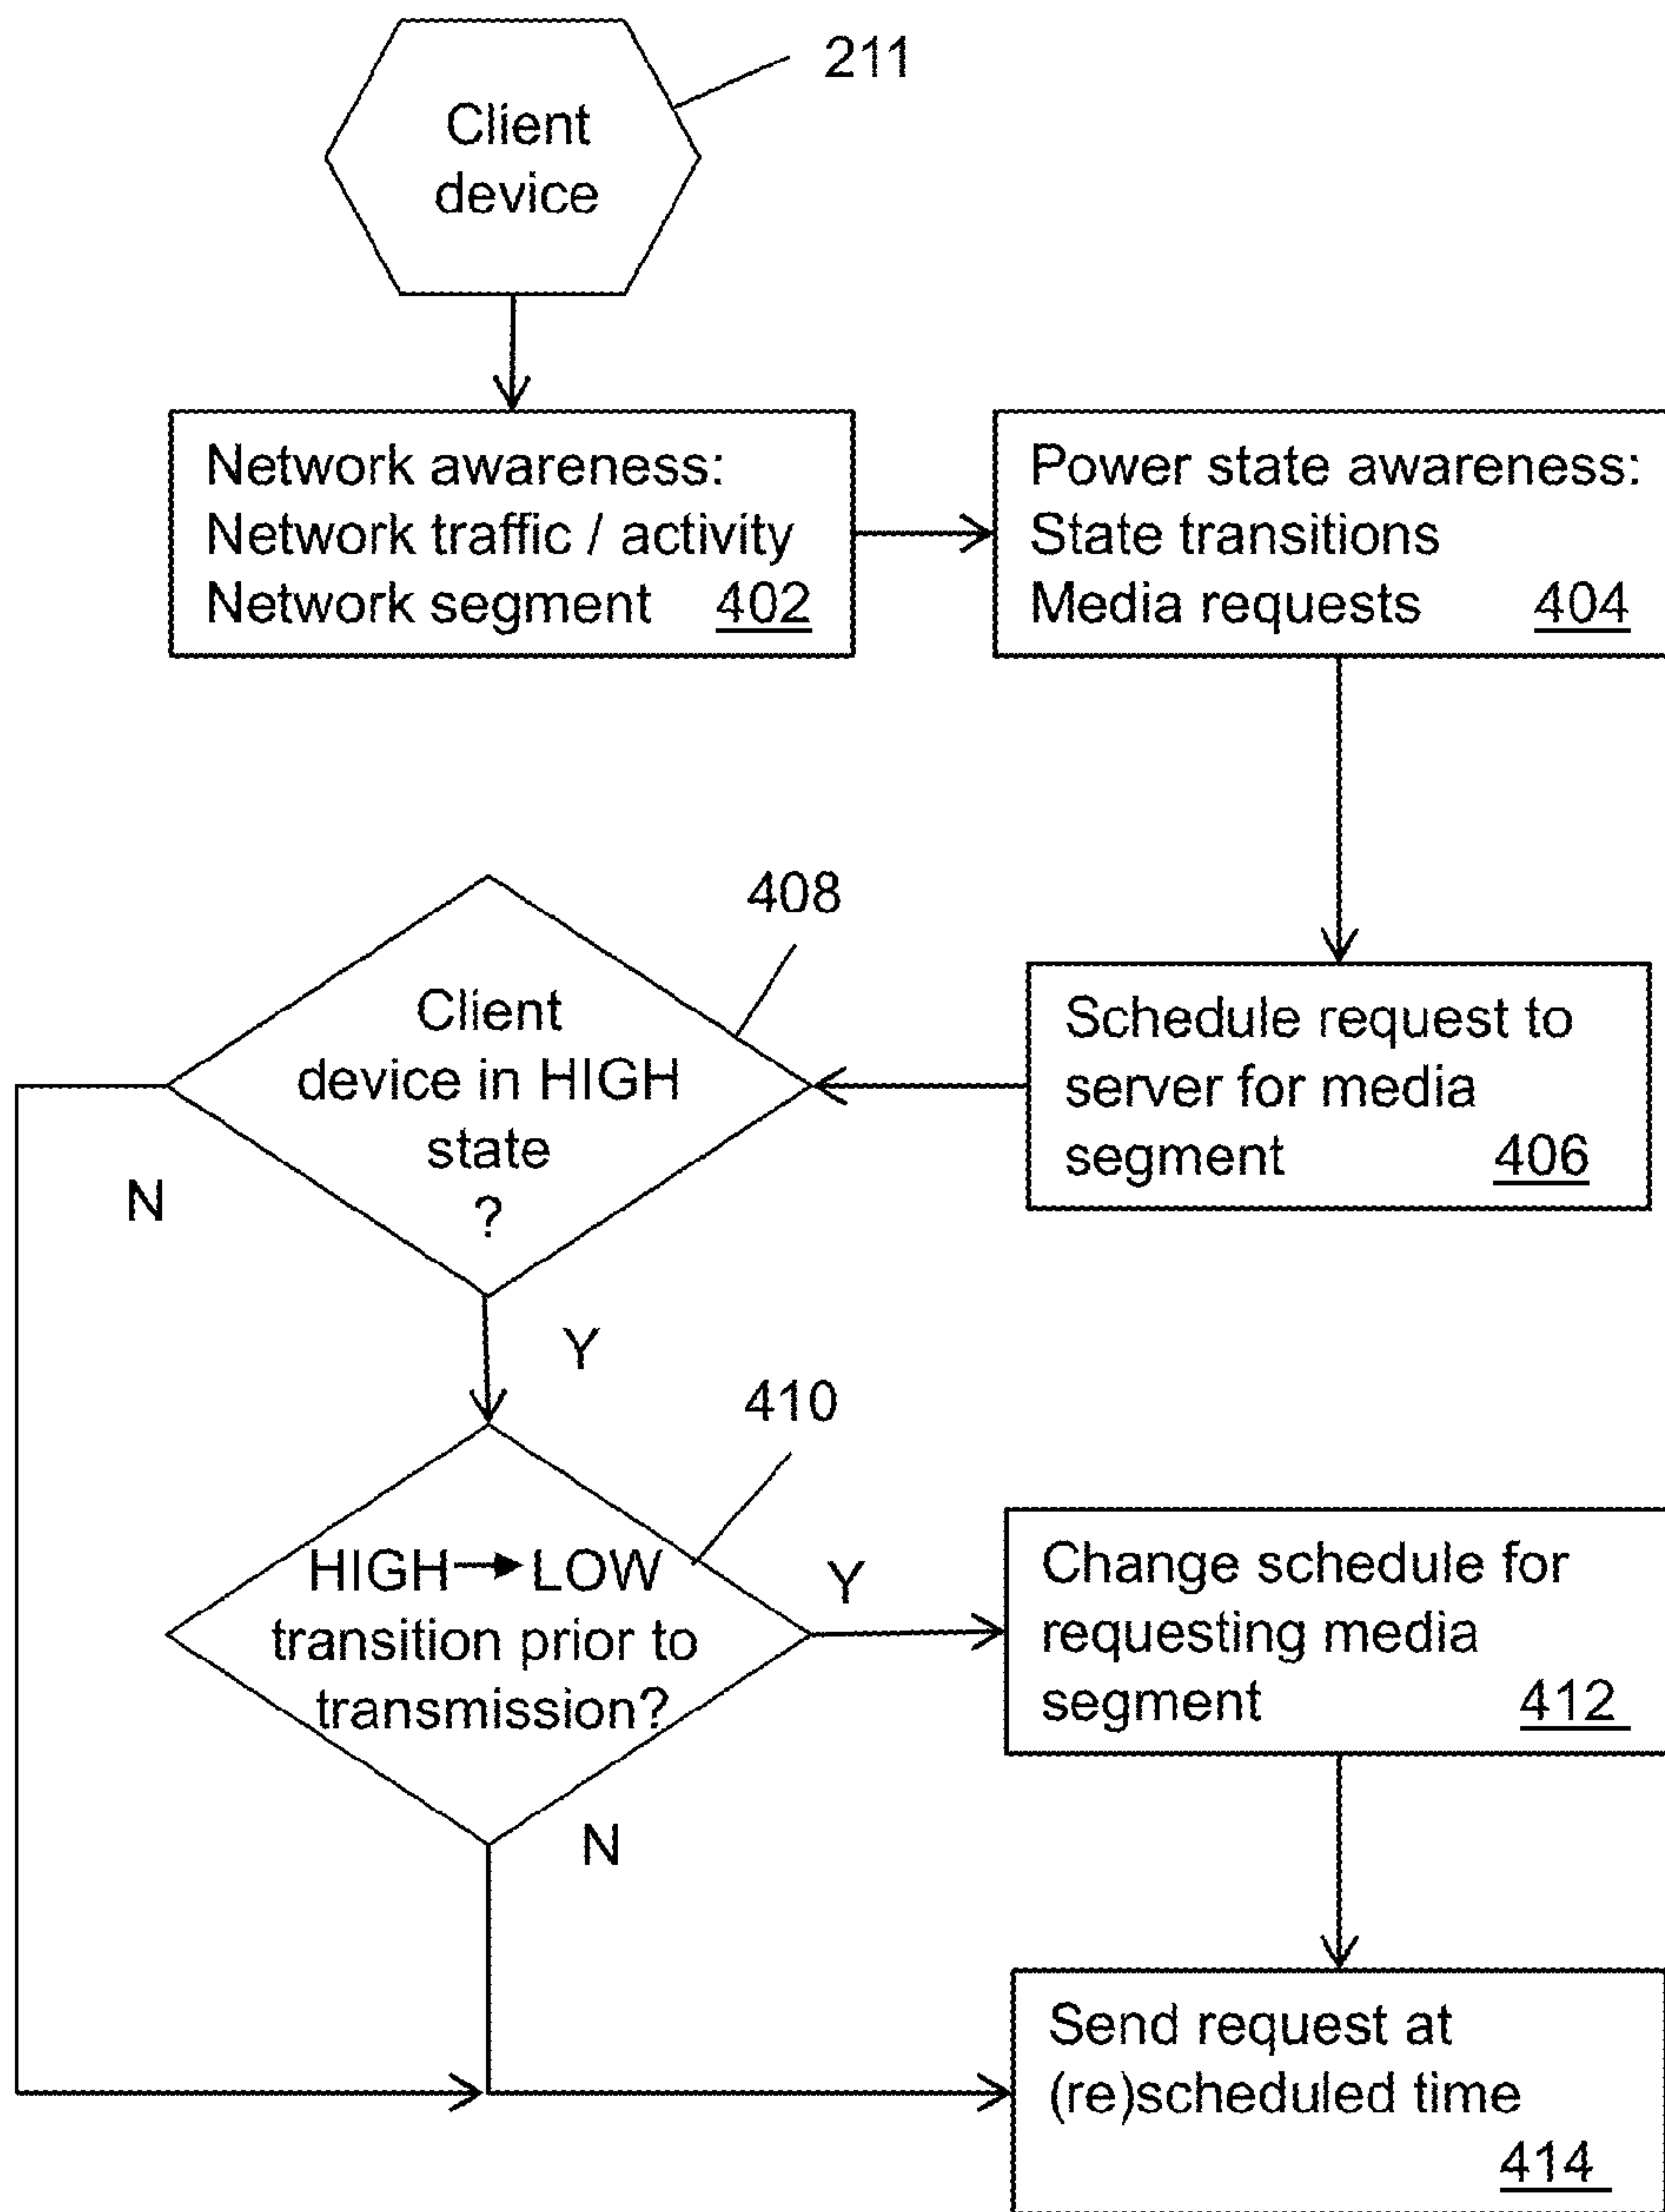 211
Client
device
Network awareness:
Network traffic / activity
Network segment 402
Power state awareness:
State transitions
Media requests 404
408
Client
device in HIGH
state
?
Schedule request to
server for media
segment 406
N
Y
410
HIGH→LOW
transition prior to
transmission?
Y
Change schedule for
requesting media
segment 412
N
Send request at
(re)scheduled time
414